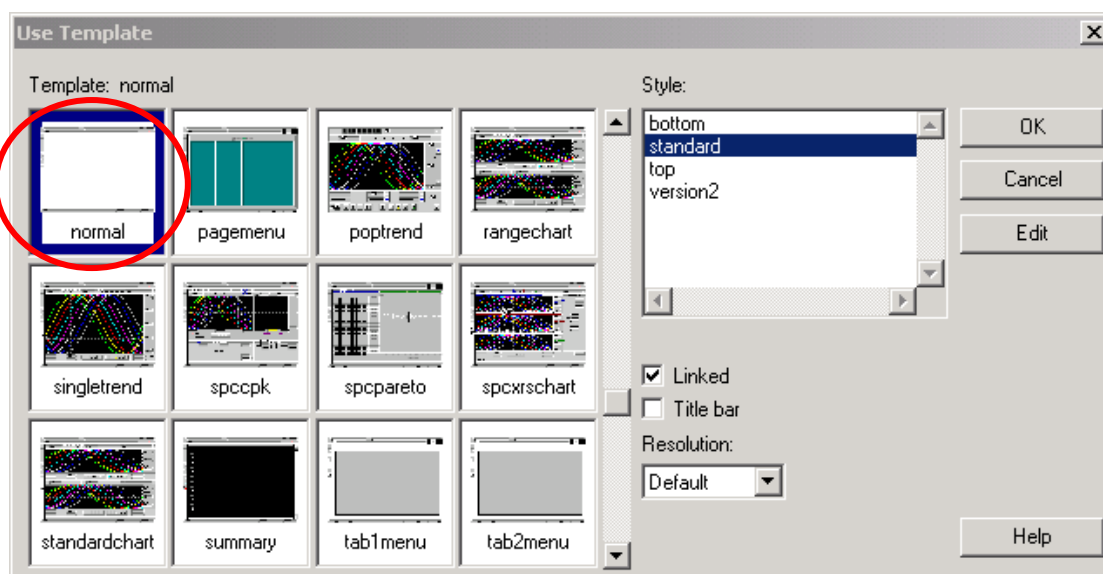 Use Template
Template: normal
normal
pagemenu
poptrend
rangechart
singletrend
spccpk
spcpareto
spcxrschart
standardchart
summary
tab1menu
tab2menu
Style:
bottom
standard
top
version2
Linked
Title bar
Resolution:
Default
OK
Cancel
Edit
Help